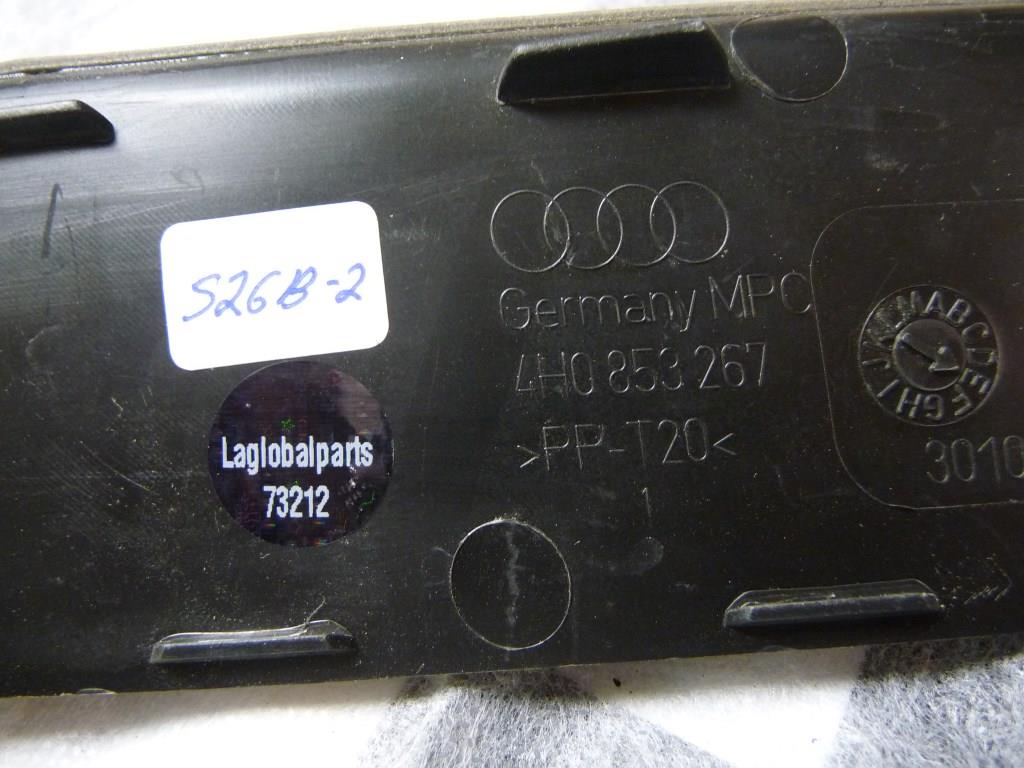 S26B-2
Laglobalparts
73212
Germany MPC
4H0 853 267
>PP-T20<
1
3010